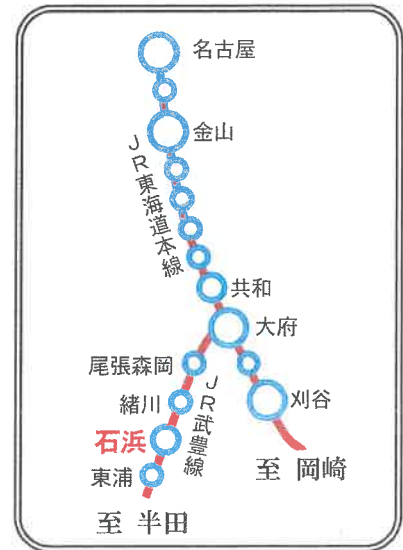 名古屋
金山
JR東海道本線
共和
大府
尾張森岡
緒川
JR武豊線
刈谷
石浜
東浦
至 岡崎
至 半田